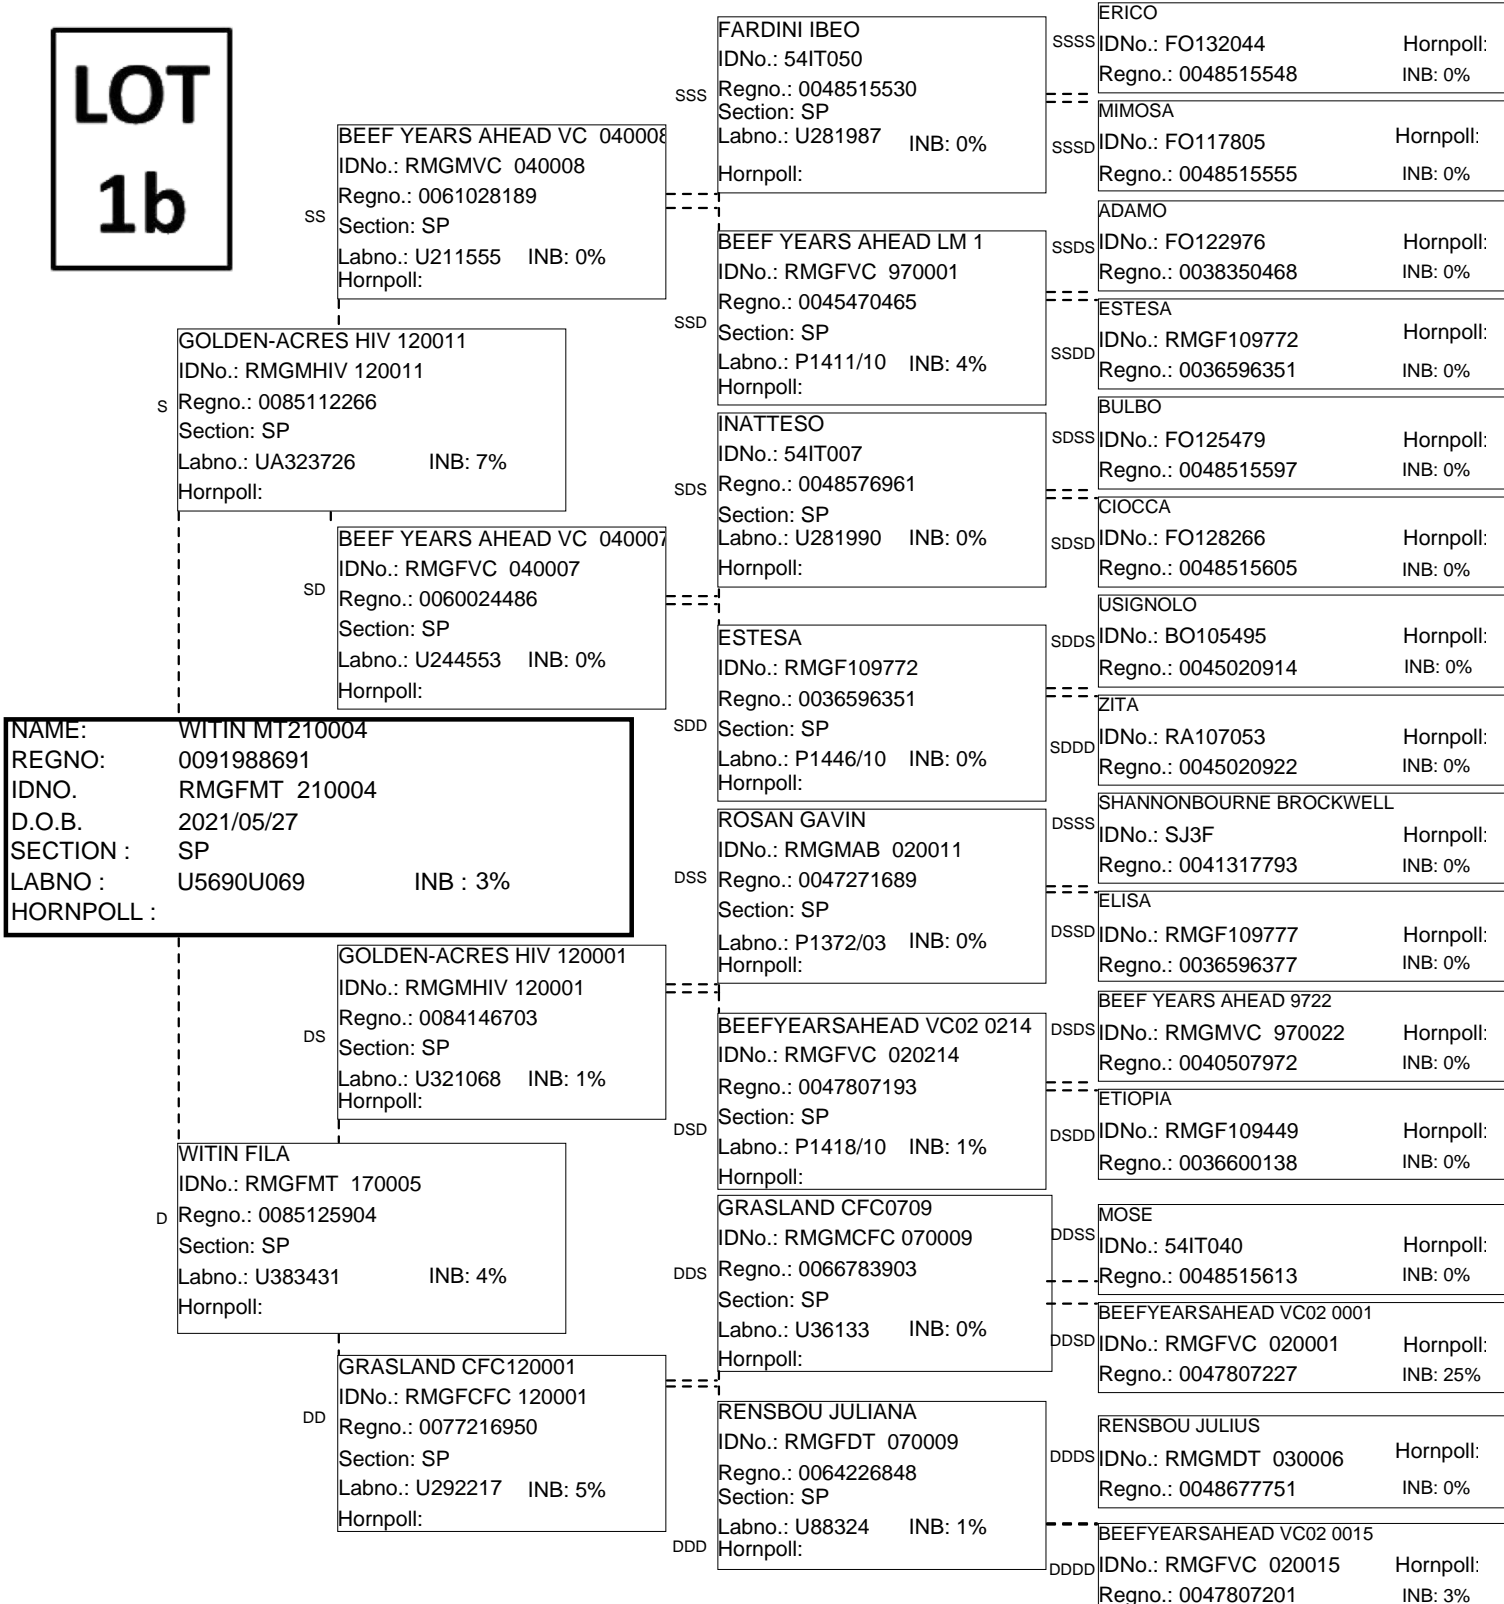 LOT
1b
NAME: WITIN MT210004
REGNO: 0091988691
IDNO. RMGFMT 210004
D.O.B. 2021/05/27
SECTION : SP
LABNO : U5690U069 INB : 3%
HORNPOLL :
S
GOLDEN-ACRES HIV 120011
IDNo.: RMGMHIV 120011
Regno.: 0085112266
Section: SP
Labno.: UA323726 INB: 7%
Hornpoll:
D
WITIN FILA
IDNo.: RMGFMT 170005
Regno.: 0085125904
Section: SP
Labno.: U383431 INB: 4%
Hornpoll:
SS
BEEF YEARS AHEAD VC 040008
IDNo.: RMGMVC 040008
Regno.: 0061028189
Section: SP
Labno.: U211555 INB: 0%
Hornpoll:
SD
BEEF YEARS AHEAD VC 040007
IDNo.: RMGFVC 040007
Regno.: 0060024486
Section: SP
Labno.: U244553 INB: 0%
Hornpoll:
DS
GOLDEN-ACRES HIV 120001
IDNo.: RMGMHIV 120001
Regno.: 0084146703
Section: SP
Labno.: U321068 INB: 1%
Hornpoll:
DD
GRASLAND CFC120001
IDNo.: RMGFCFC 120001
Regno.: 0077216950
Section: SP
Labno.: U292217 INB: 5%
Hornpoll:
SSS
FARDINI IBEO
IDNo.: 54IT050
Regno.: 0048515530
Section: SP
Labno.: U281987 INB: 0%
Hornpoll:
SSD
BEEF YEARS AHEAD LM 1
IDNo.: RMGFVC 970001
Regno.: 0045470465
Section: SP
Labno.: P1411/10 INB: 4%
Hornpoll:
SDS
INATTESO
IDNo.: 54IT007
Regno.: 0048576961
Section: SP
Labno.: U281990 INB: 0%
Hornpoll:
SDD
ESTESA
IDNo.: RMGF109772
Regno.: 0036596351
Section: SP
Labno.: P1446/10 INB: 0%
Hornpoll:
DSS
ROSAN GAVIN
IDNo.: RMGMAB 020011
Regno.: 0047271689
Section: SP
Labno.: P1372/03 INB: 0%
Hornpoll:
DSD
BEEFYEARSAHEAD VC02 0214
IDNo.: RMGFVC 020214
Regno.: 0047807193
Section: SP
Labno.: P1418/10 INB: 1%
Hornpoll:
DDS
GRASLAND CFC0709
IDNo.: RMGMCFC 070009
Regno.: 0066783903
Section: SP
Labno.: U36133 INB: 0%
Hornpoll:
DDD
RENSBOU JULIANA
IDNo.: RMGFDT 070009
Regno.: 0064226848
Section: SP
Labno.: U88324 INB: 1%
Hornpoll:
ERICO
SSSS IDNo.: FO132044 Hornpoll:
Regno.: 0048515548 INB: 0%
MIMOSA
SSSD IDNo.: FO117805 Hornpoll:
Regno.: 0048515555 INB: 0%
ADAMO
SSDS IDNo.: FO122976 Hornpoll:
Regno.: 0038350468 INB: 0%
ESTESA
SSDD IDNo.: RMGF109772 Hornpoll:
Regno.: 0036596351 INB: 0%
BULBO
SDSS IDNo.: FO125479 Hornpoll:
Regno.: 0048515597 INB: 0%
CIOCCA
SDSD IDNo.: FO128266 Hornpoll:
Regno.: 0048515605 INB: 0%
USIGNOLO
SDDS IDNo.: BO105495 Hornpoll:
Regno.: 0045020914 INB: 0%
ZITA
SDDD IDNo.: RA107053 Hornpoll:
Regno.: 0045020922 INB: 0%
SHANNONBOURNE BROCKWELL
DSSS IDNo.: SJ3F Hornpoll:
Regno.: 0041317793 INB: 0%
ELISA
DSSD IDNo.: RMGF109777 Hornpoll:
Regno.: 0036596377 INB: 0%
BEEF YEARS AHEAD 9722
DSDS IDNo.: RMGMVC 970022 Hornpoll:
Regno.: 0040507972 INB: 0%
ETIOPIA
DSDD IDNo.: RMGF109449 Hornpoll:
Regno.: 0036600138 INB: 0%
MOSE
DDSS IDNo.: 54IT040 Hornpoll:
Regno.: 0048515613 INB: 0%
BEEFYEARSAHEAD VC02 0001
DDSD IDNo.: RMGFVC 020001 Hornpoll:
Regno.: 0047807227 INB: 25%
RENSBOU JULIUS
DDDS IDNo.: RMGMDT 030006 Hornpoll:
Regno.: 0048677751 INB: 0%
BEEFYEARSAHEAD VC02 0015
DDDD IDNo.: RMGFVC 020015 Hornpoll:
Regno.: 0047807201 INB: 3%